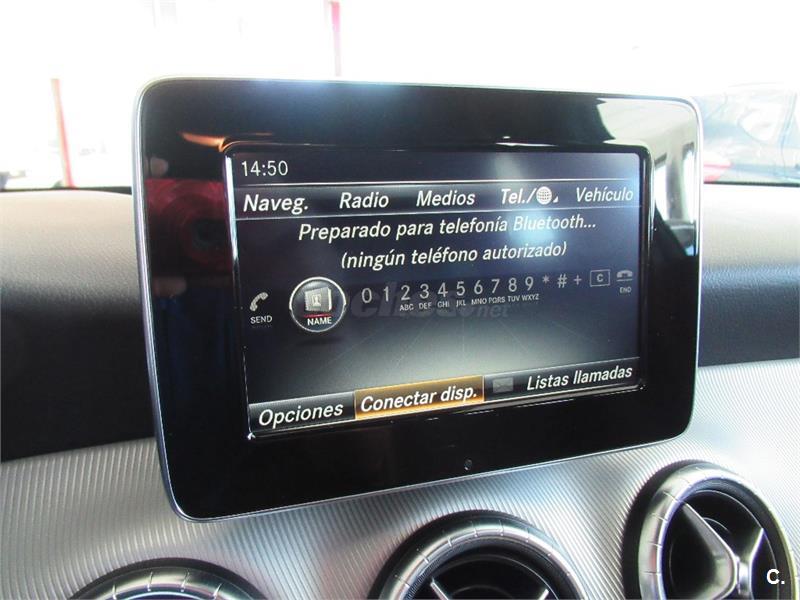 14:50
Naveg. Radio Medios Tel./ Vehículo
Preparado para telefonía Bluetooth...
(ningún teléfono autorizado)
0 1 2 3 4 5 6 7 8 9 * # + C
ABC DEF GHI JKL MNO PQRS TUV WXYZ
SEND NAME END
coches.net
Opciones Conectar disp. Listas llamadas
C.